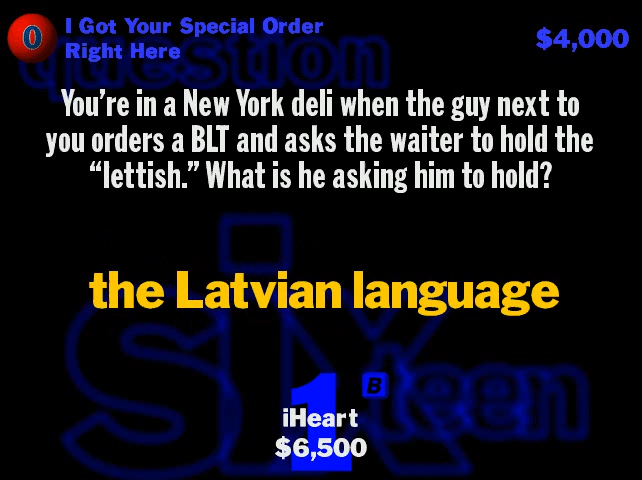 0
I Got Your Special Order
Right Here
$4,000
question
You’re in a New York deli when the guy next to
you orders a BLT and asks the waiter to hold the
“lettish.” What is he asking him to hold?
the Latvian language
sixteen
1
B
iHeart
$6,500